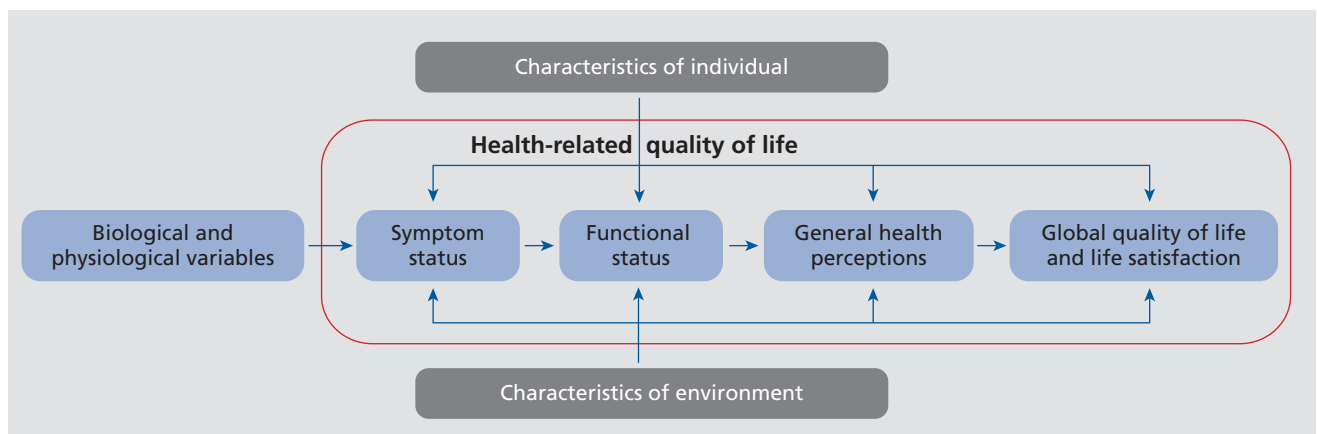 Characteristics of individual
Health-related quality of life
Biological and
physiological variables
Symptom
status
Functional
status
General health
perceptions
Global quality of life
and life satisfaction
Characteristics of environment